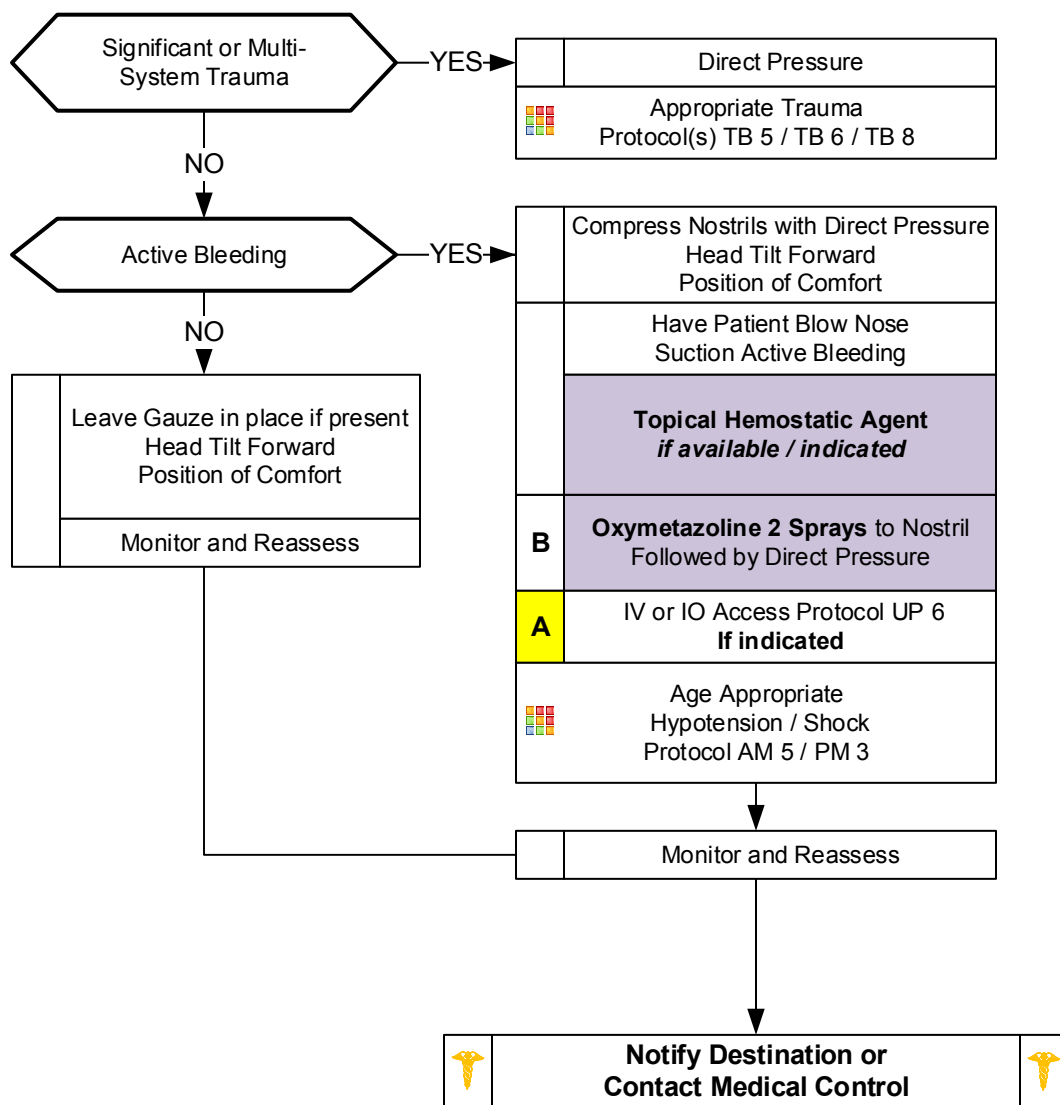 Significant or Multi-
System Trauma
YES
Direct Pressure
Appropriate Trauma
Protocol(s) TB 5 / TB 6 / TB 8
NO
Active Bleeding
YES
Compress Nostrils with Direct Pressure
Head Tilt Forward
Position of Comfort
Have Patient Blow Nose
Suction Active Bleeding
Topical Hemostatic Agent
if available / indicated
B
Oxymetazoline 2 Sprays to Nostril
Followed by Direct Pressure
A
IV or IO Access Protocol UP 6
If indicated
Age Appropriate
Hypotension / Shock
Protocol AM 5 / PM 3
NO
Leave Gauze in place if present
Head Tilt Forward
Position of Comfort
Monitor and Reassess
Monitor and Reassess
Notify Destination or
Contact Medical Control